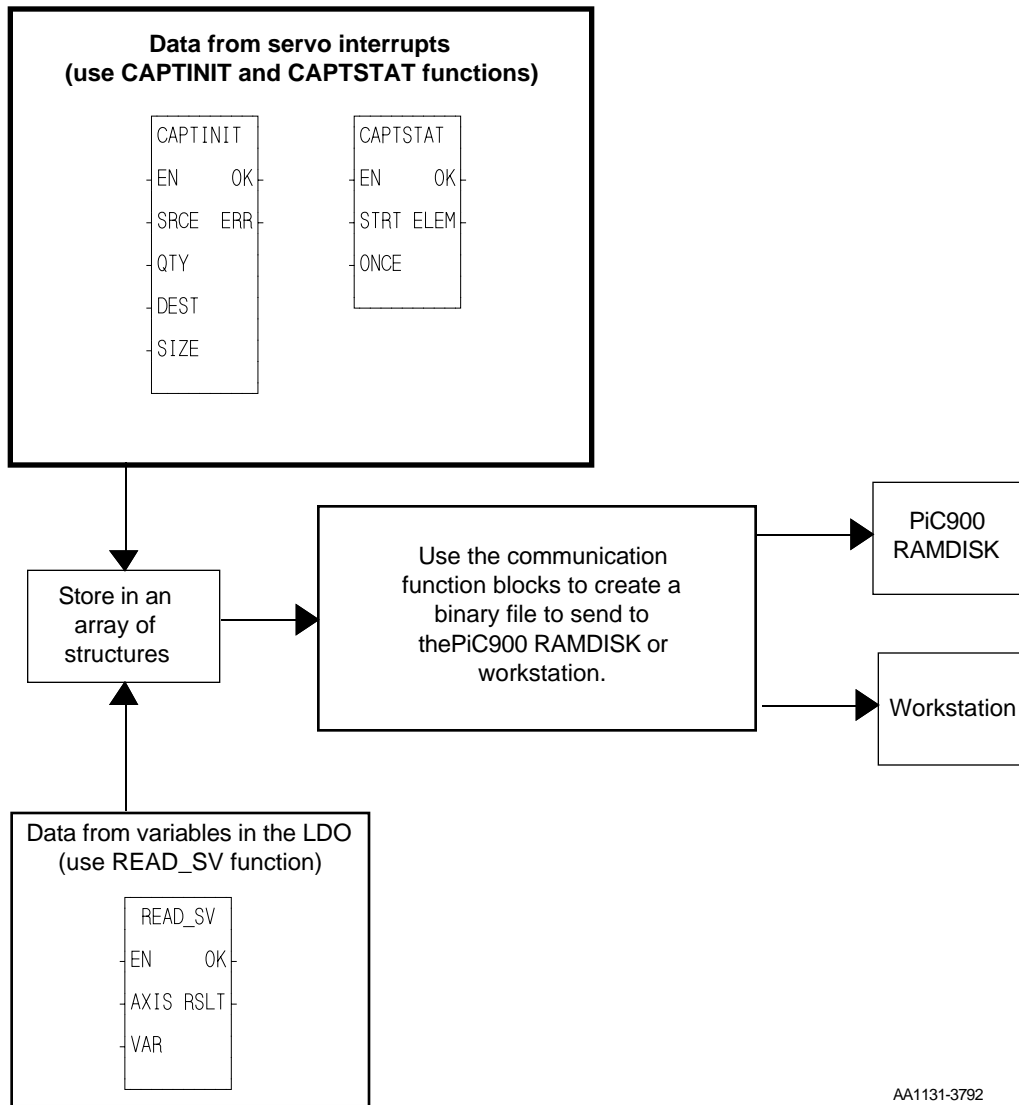 Data from servo interrupts
(use CAPTINIT and CAPTSTAT functions)
CAPTINIT
EN OK
SRCE ERR
QTY
DEST
SIZE
CAPTSTAT
EN OK
STRT ELEM
ONCE
Store in an
array of
structures
Use the communication
function blocks to create a
binary file to send to
thePiC900 RAMDISK or
workstation.
PiC900
RAMDISK
Workstation
Data from variables in the LDO
(use READ_SV function)
READ_SV
EN OK
AXIS RSLT
VAR
AA1131-3792